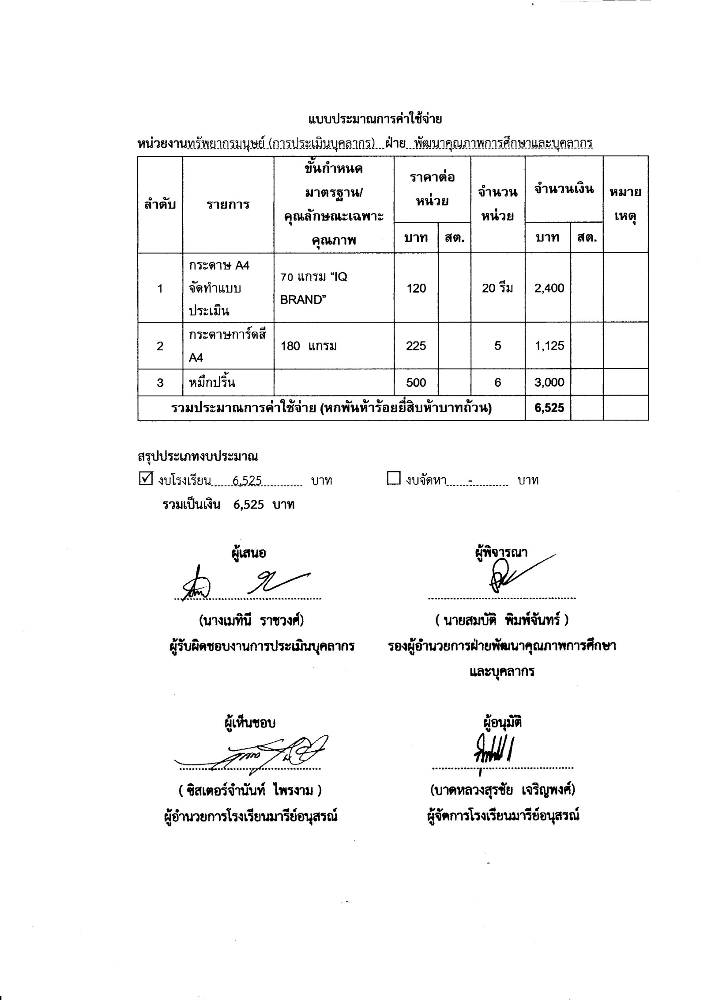 แบบประมาณการค่าใช้จ่าย
หน่วยงานทรัพยากรมนุษย์ (การประเมินบุคลากร) ฝ่าย พัฒนาคุณภาพการศึกษาและบุคลากร
ลำดับ รายการ ขั้นกำหนด มาตรฐาน/ คุณลักษณะเฉพาะ คุณภาพ ราคาต่อ หน่วย จำนวน หน่วย จำนวนเงิน หมาย เหตุ
บาท สต. บาท สต.
1 กระดาษ A4 จัดทำแบบ ประเมิน 70 แกรม “IQ BRAND” 120 20 รีม 2,400
2 กระดาษการ์ดสี A4 180 แกรม 225 5 1,125
3 หมึกปริ้น 500 6 3,000
รวมประมาณการค่าใช้จ่าย (หกพันห้าร้อยยี่สิบห้าบาทถ้วน) 6,525
สรุปประเภทงบประมาณ
☑ งบโรงเรียน......6,525............ บาท ☐ งบจัดหา.......-............ บาท
รวมเป็นเงิน 6,525 บาท
ผู้เสนอ ผู้พิจารณา
(นางเมทินี ราชวงศ์) ( นายสมบัติ พิมพ์จันทร์ )
ผู้รับผิดชอบงานการประเมินบุคลากร รองผู้อำนวยการฝ่ายพัฒนาคุณภาพการศึกษา
และบุคลากร
ผู้เห็นชอบ ผู้อนุมัติ
( ซิสเตอร์จำนันท์ ไพรงาม ) (บาดหลวงสุรชัย เจริญพงศ์)
ผู้อำนวยการโรงเรียนมารีย์อนุสรณ์ ผู้จัดการโรงเรียนมารีย์อนุสรณ์